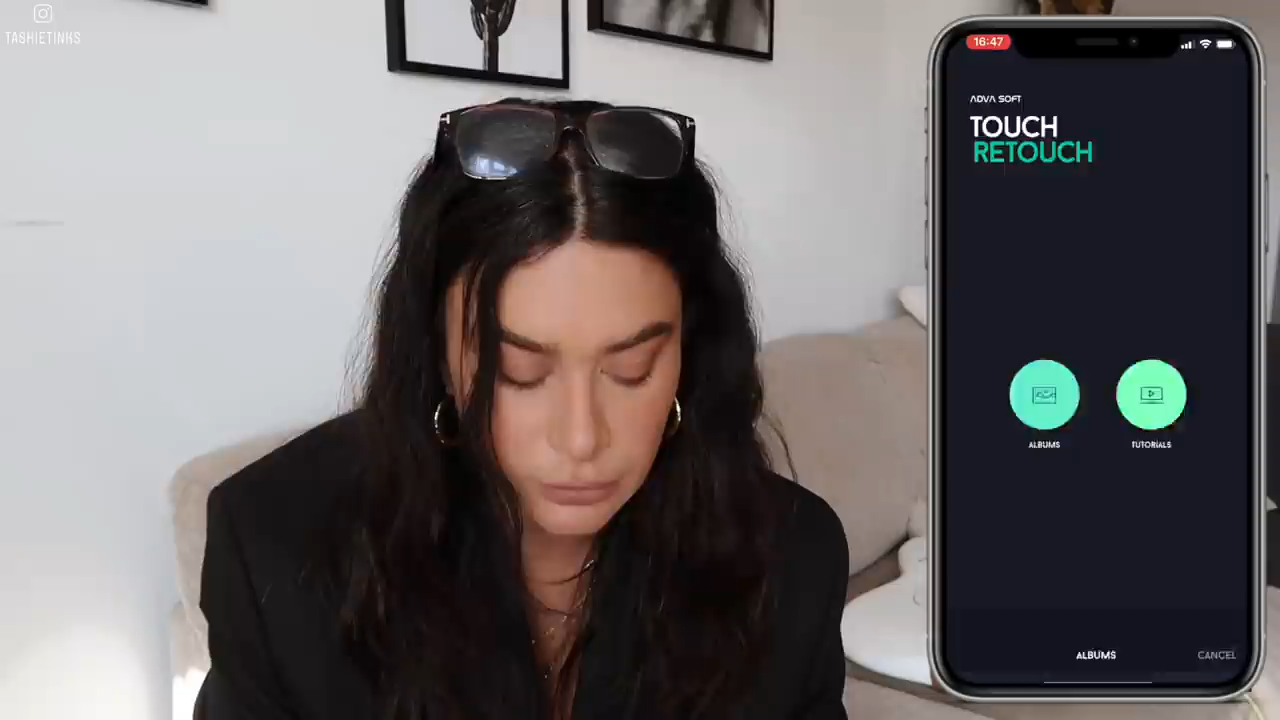 TASHIETINKS
16:47
ADVA SOFT
TOUCH
RETOUCH
ALBUMS
TUTORIALS
ALBUMS
CANCEL